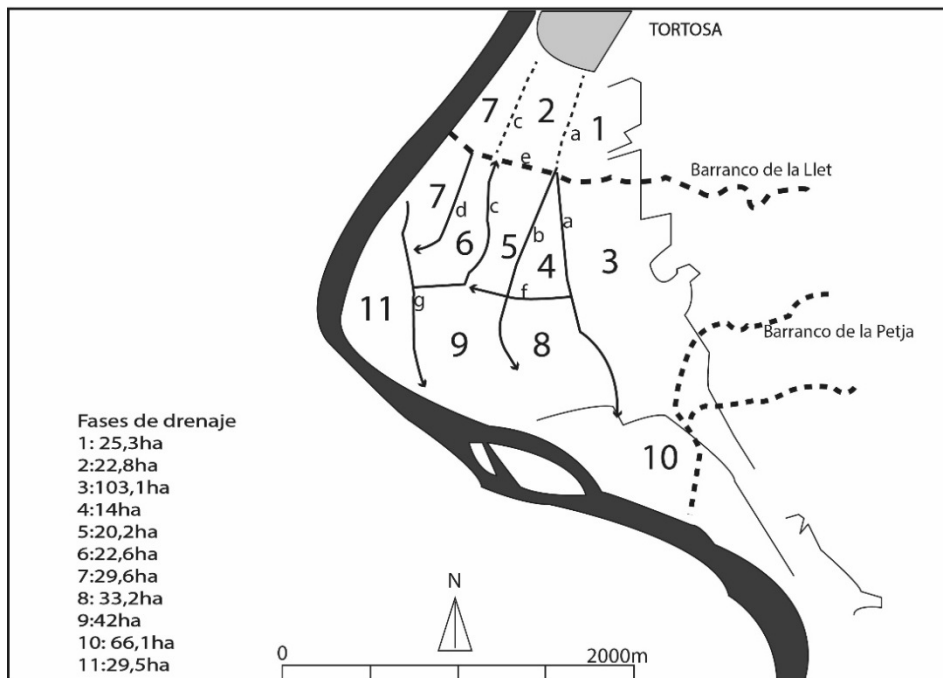 TORTOSA
7
2
c
a
1
e
Barranco de la Llet
7
d
c
6
5
b
a
4
3
f
g
11
9
8
Barranco de la Petja
10
Fases de drenaje
1: 25,3ha
2:22,8ha
3:103,1ha
4:14ha
5:20,2ha
6:22,6ha
7:29,6ha
8: 33,2ha
9:42ha
10: 66,1ha
11:29,5ha
N
0 2000m